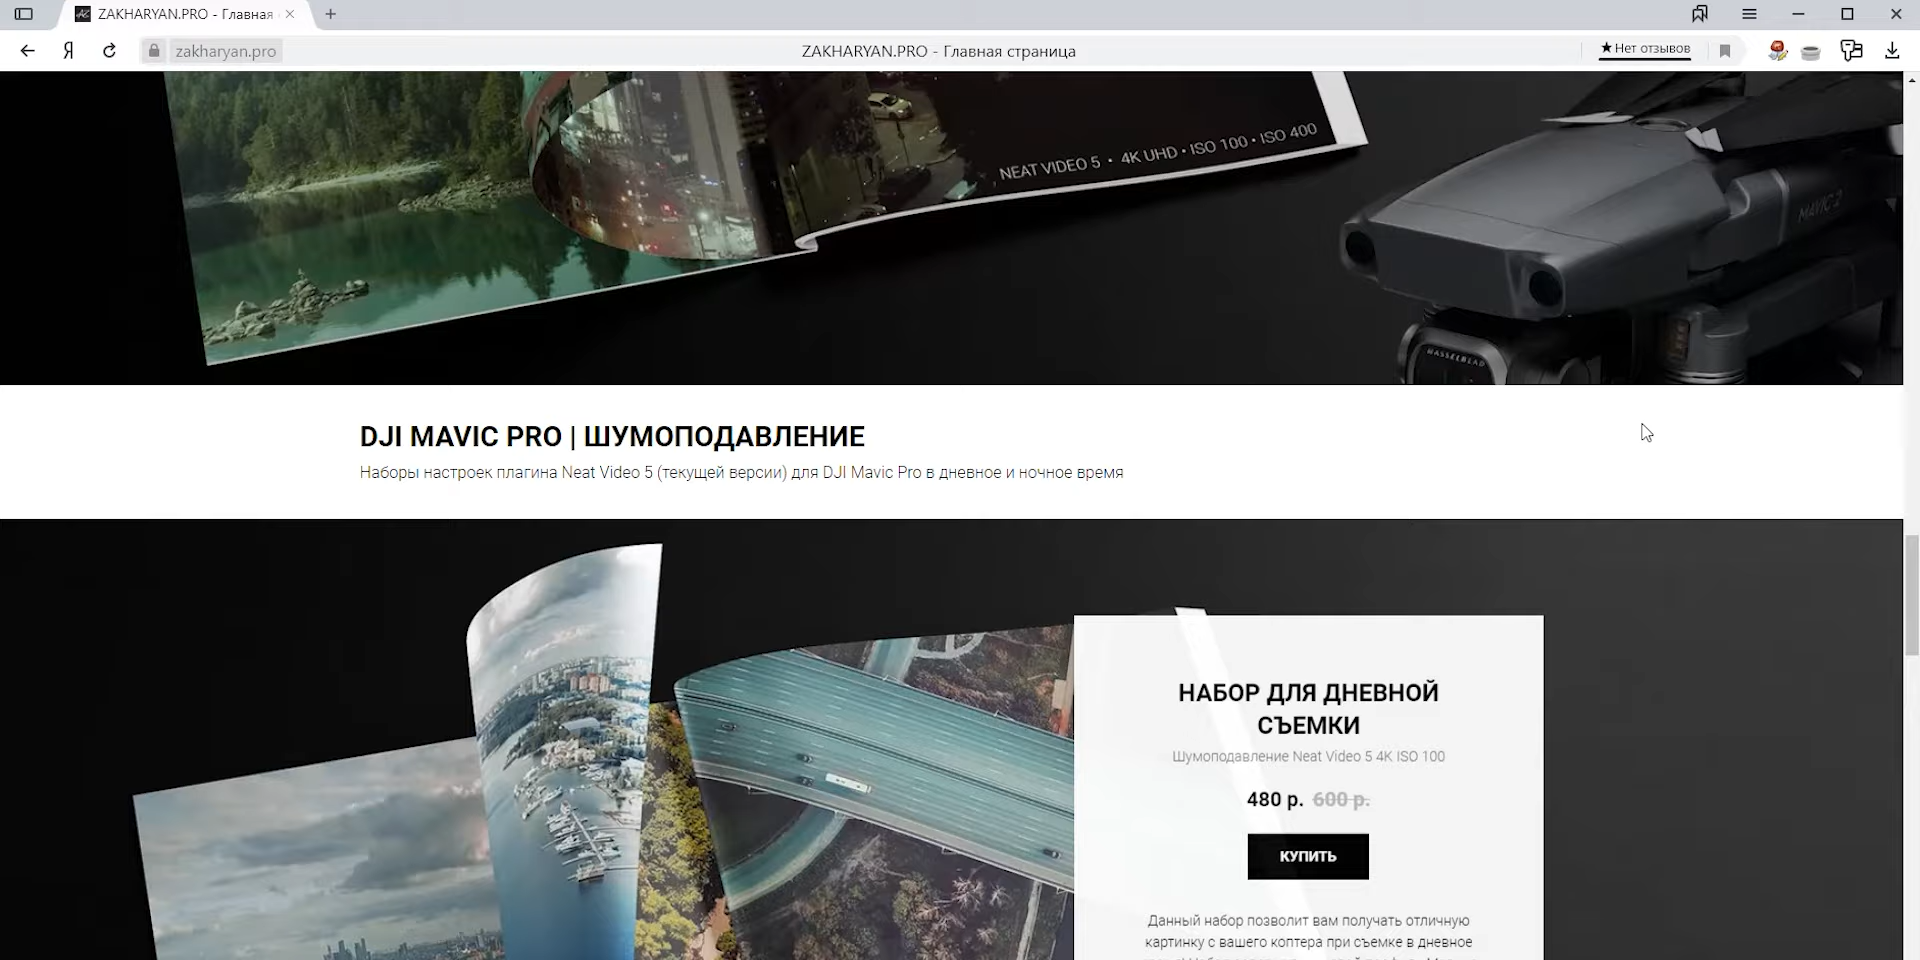 ZAKHARYAN.PRO - Главная
zakharyan.pro
ZAKHARYAN.PRO - Главная страница
★Нет отзывов
NEAT VIDEO 5 • 4K UHD • ISO 100 • ISO 400
MAVIC 2
HASSELBLAD
DJI MAVIC PRO | ШУМОПОДАВЛЕНИЕ
Наборы настроек плагина Neat Video 5 (текущей версии) для DJI Mavic Pro в дневное и ночное время
НАБОР ДЛЯ ДНЕВНОЙ
СЪЕМКИ
Шумоподавление Neat Video 5 4K ISO 100
480 р. 600 р.
КУПИТЬ
Данный набор позволит вам получать отличную
картинку с вашего коптера при съемке в дневное